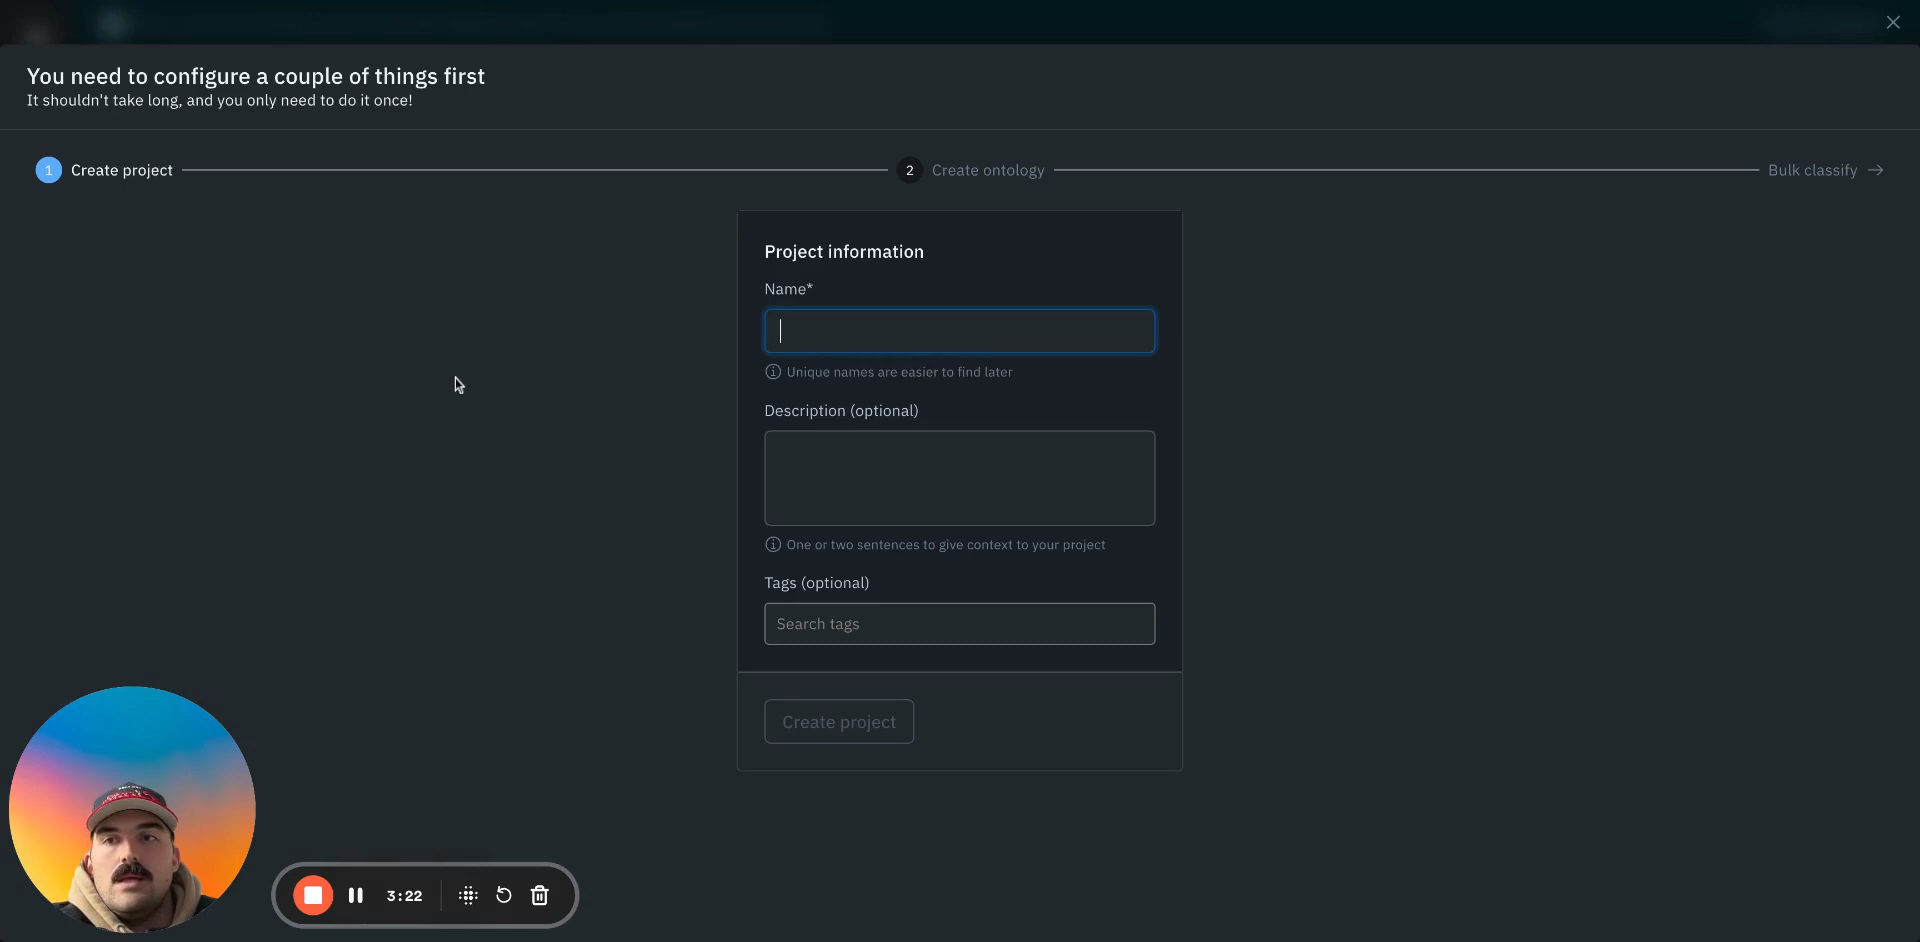 You need to configure a couple of things first
It shouldn't take long, and you only need to do it once!
1 Create project
2 Create ontology
Bulk classify
Project information
Name*
Unique names are easier to find later
Description (optional)
One or two sentences to give context to your project
Tags (optional)
Search tags
Create project
3:22